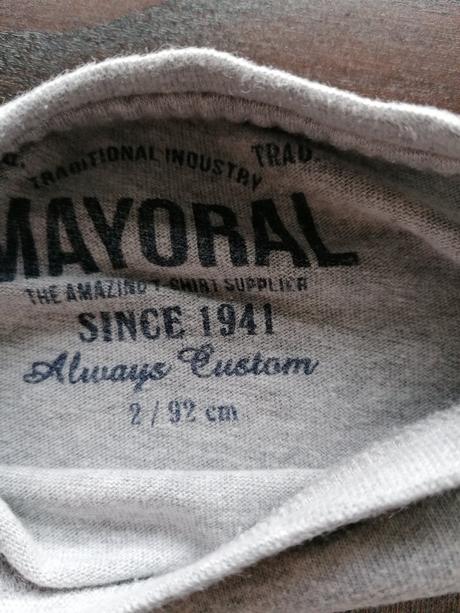 TRADITIONAL INDUSTRY TRAD.
MAYORAL
THE AMAZING T-SHIRT SUPPLIER
SINCE 1941
Always Custom
2 / 92 cm